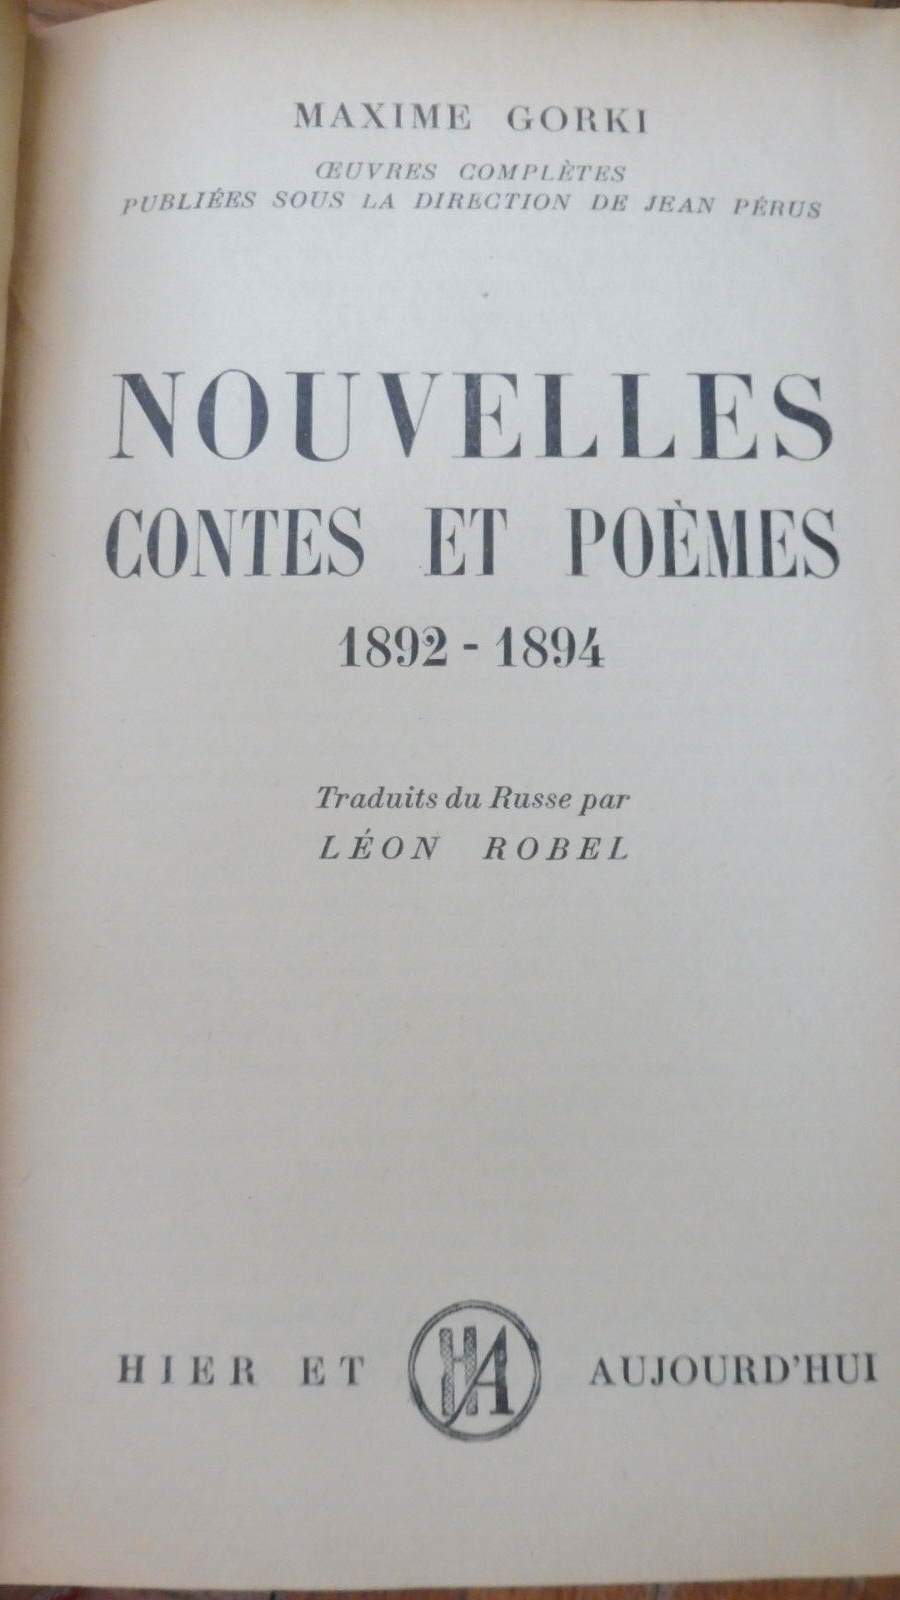 MAXIME GORKI
ŒUVRES COMPLÈTES
PUBLIÉES SOUS LA DIRECTION DE JEAN PÉRUS
NOUVELLES
CONTES ET POÈMES
1892 - 1894
Traduits du Russe par
LÉON ROBEL
HIER ET HA AUJOURD'HUI